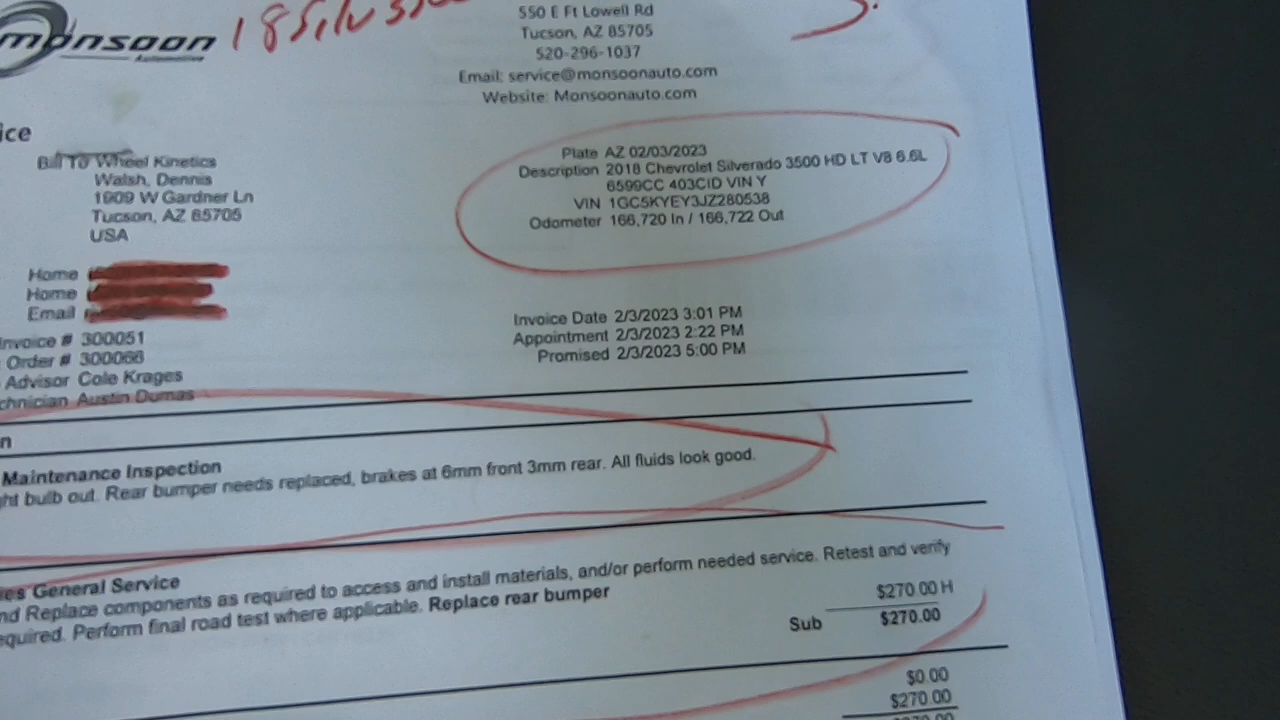 monsoon
Automotive
18 Silv
550 E Ft Lowell Rd
Tucson, AZ 85705
520-296-1037
Email: service@monsoonauto.com
Website: Monsoonauto.com
ice
Bill To Wheel Kinetics
Walsh, Dennis
1909 W Gardner Ln
Tucson, AZ 85705
USA
Plate AZ 02/03/2023
Description 2018 Chevrolet Silverado 3500 HD LT V8 6.6L
6599CC 403CID VIN Y
VIN 1GC5KYEY3JZ280538
Odometer 166,720 In / 166,722 Out
Home
Home
Email
Invoice # 300051
Order # 300066
Advisor Cole Krages
chnician Austin Dumas
Invoice Date 2/3/2023 3:01 PM
Appointment 2/3/2023 2:22 PM
Promised 2/3/2023 5:00 PM
n
Maintenance Inspection
ght bulb out. Rear bumper needs replaced, brakes at 6mm front 3mm rear. All fluids look good.
es General Service
nd Replace components as required to access and install materials, and/or perform needed service. Retest and verify
equired. Perform final road test where applicable. Replace rear bumper
$270.00 H
Sub $270.00
$0.00
$270.00